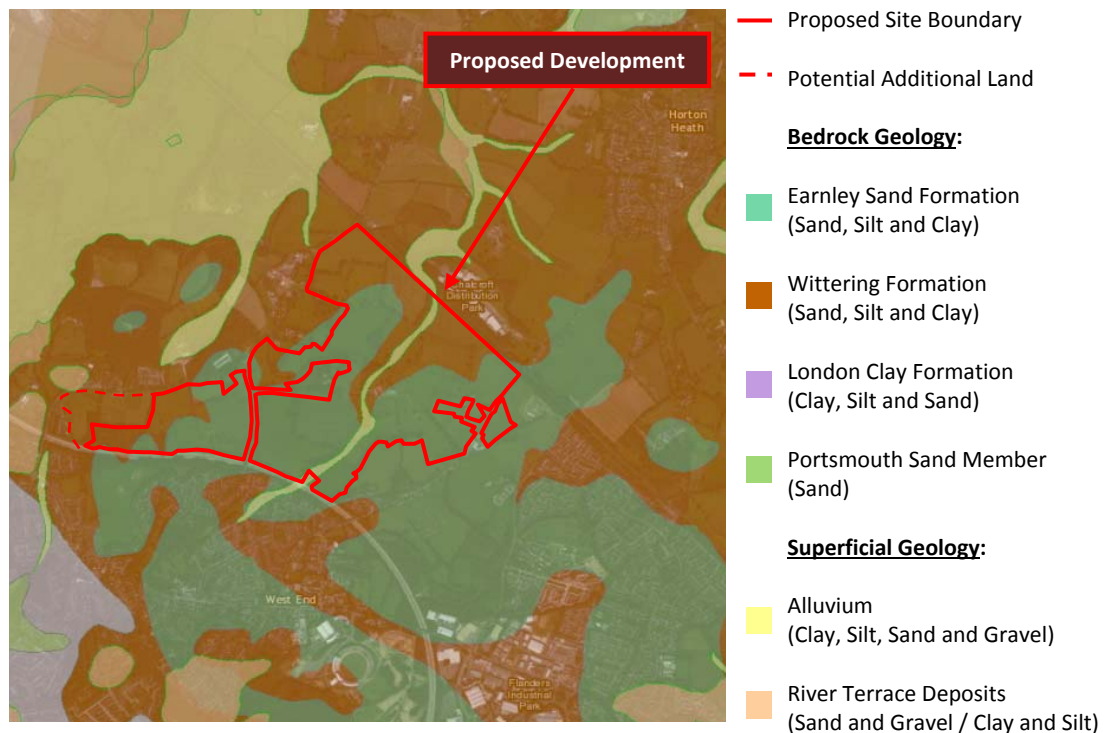 Proposed Development
Horton
Heath
Chalcroft
Distribution
Park
West End
Flanders
Industrial
Park
Proposed Site Boundary
Potential Additional Land
Bedrock Geology:
Earnley Sand Formation
(Sand, Silt and Clay)
Wittering Formation
(Sand, Silt and Clay)
London Clay Formation
(Clay, Silt and Sand)
Portsmouth Sand Member
(Sand)
Superficial Geology:
Alluvium
(Clay, Silt, Sand and Gravel)
River Terrace Deposits
(Sand and Gravel / Clay and Silt)